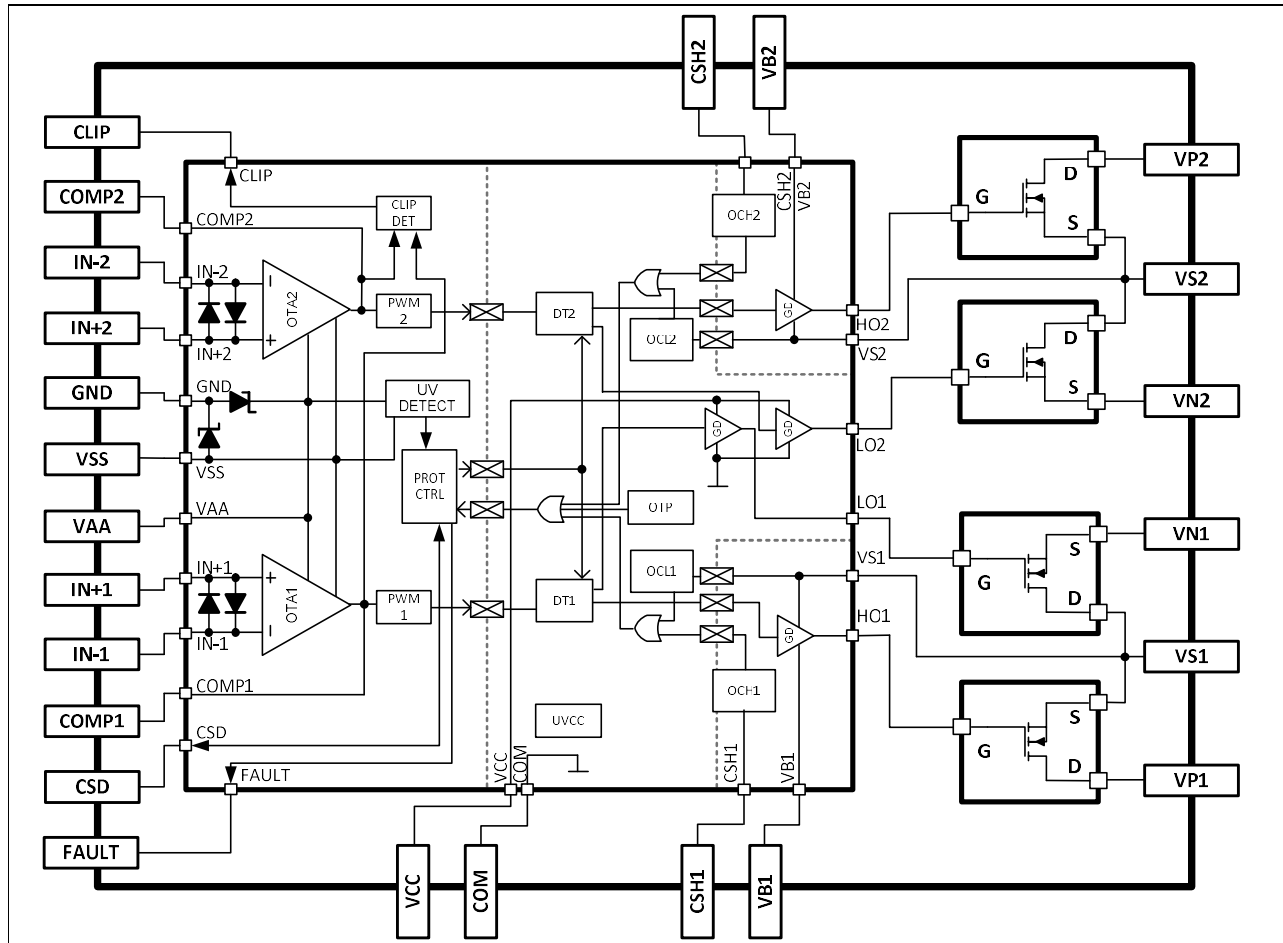 CSH2
VB2
CLIP
COMP2
IN-2
IN+2
GND
VSS
VAA
IN+1
IN-1
COMP1
CSD
FAULT
CLIP
COMP2
IN-2
IN+2
GND
VSS
VAA
IN+1
IN-1
COMP1
CSD
FAULT
CLIP
DET
OTA2
PWM
2
UV
DETECT
PROT
CTRL
OTA1
PWM
1
DT2
DT1
OTP
UVCC
OCH2
OCL2
OCL1
OCH1
GD
GD
GD
GD
CSH2
VB2
HO2
VS2
LO2
LO1
VS1
HO1
VCC
COM
CSH1
VB1
G
D
S
G
D
S
G
S
D
G
S
D
VP2
VS2
VN2
VN1
VS1
VP1
VCC
COM
CSH1
VB1